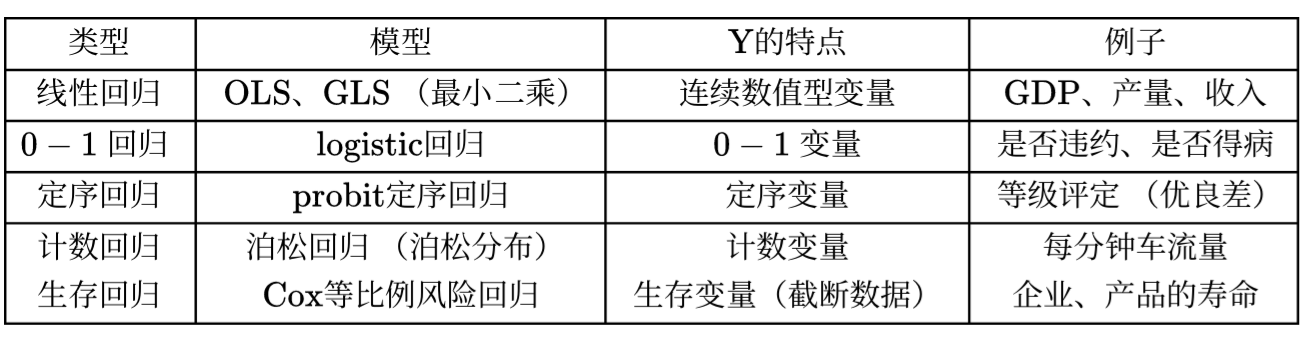 类型 模型 Y的特点 例子
线性回归 OLS、GLS（最小二乘） 连续数值型变量 GDP、产量、收入
0 − 1 回归 logistic回归 0 − 1 变量 是否违约、是否得病
定序回归 probit定序回归 定序变量 等级评定（优良差）
计数回归 泊松回归（泊松分布） 计数变量 每分钟车流量
生存回归 Cox等比例风险回归 生存变量（截断数据） 企业、产品的寿命